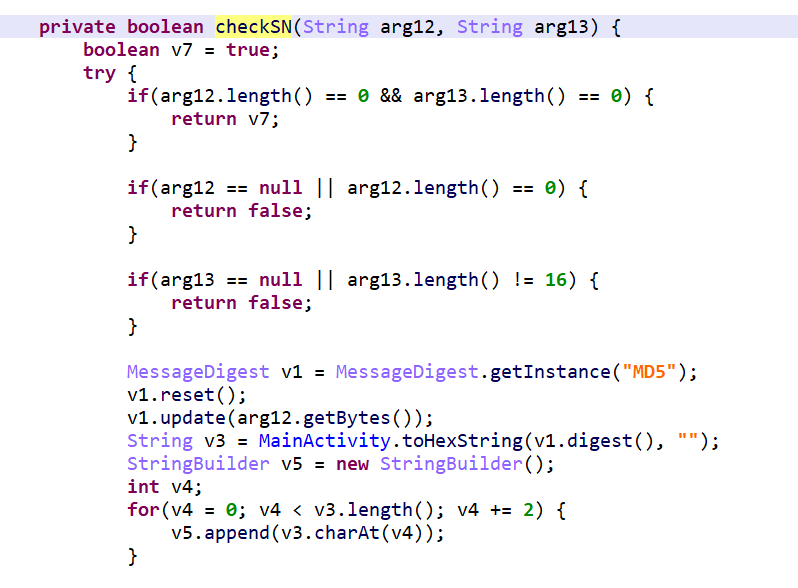 private boolean checkSN(String arg12, String arg13) {
boolean v7 = true;
try {
if(arg12.length() == 0 && arg13.length() == 0) {
return v7;
}
if(arg12 == null || arg12.length() == 0) {
return false;
}
if(arg13 == null || arg13.length() != 16) {
return false;
}
MessageDigest v1 = MessageDigest.getInstance("MD5");
v1.reset();
v1.update(arg12.getBytes());
String v3 = MainActivity.toHexString(v1.digest(), "");
StringBuilder v5 = new StringBuilder();
int v4;
for(v4 = 0; v4 < v3.length(); v4 += 2) {
v5.append(v3.charAt(v4));
}